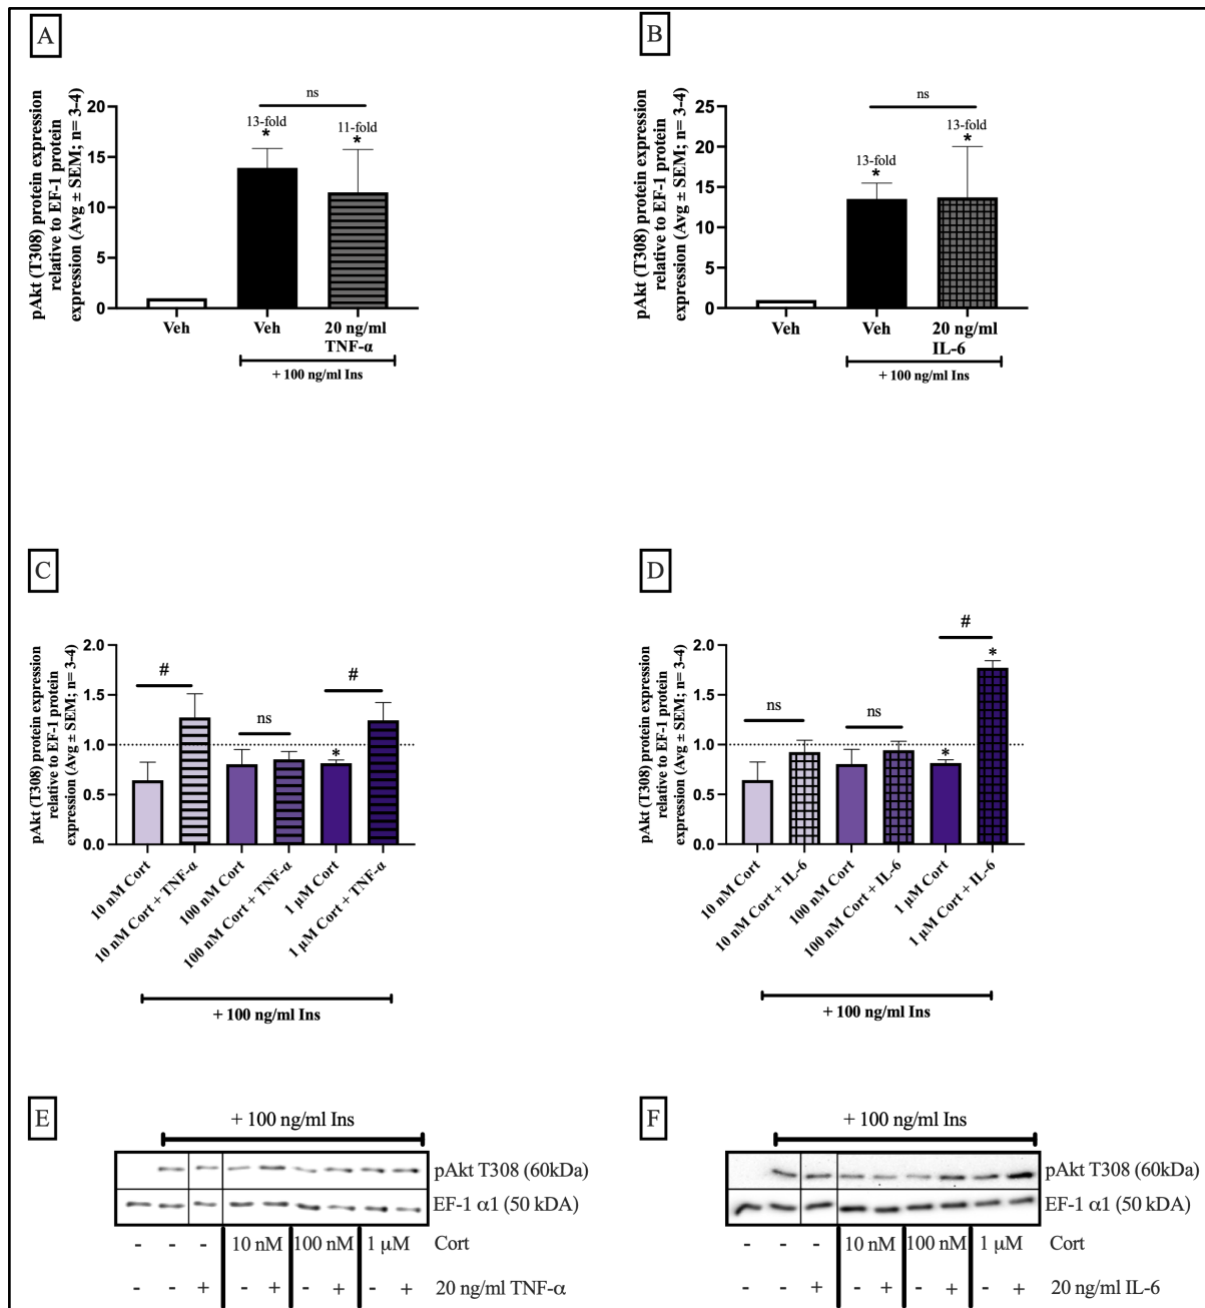 A
pAkt (T308) protein expression
relative to EF-1 protein
expression (Avg ± SEM; n= 3-4)
20
15
10
5
0
ns
13-fold
*
11-fold
*
Veh
Veh
20 ng/ml
TNF-α
+ 100 ng/ml Ins
B
pAkt (T308) protein expression
relative to EF-1 protein
expression (Avg ± SEM; n= 3-4)
25
20
15
10
5
0
ns
13-fold
*
13-fold
*
Veh
Veh
20 ng/ml
IL-6
+ 100 ng/ml Ins
C
pAkt (T308) protein expression
relative to EF-1 protein
expression (Avg ± SEM; n= 3-4)
2.0
1.5
1.0
0.5
0.0
#
ns
#
*
10 nM Cort
10 nM Cort + TNF-α
100 nM Cort
100 nM Cort + TNF-α
1 µM Cort
1 µM Cort + TNF-α
+ 100 ng/ml Ins
D
pAkt (T308) protein expression
relative to EF-1 protein
expression (Avg ± SEM; n= 3-4)
2.0
1.5
1.0
0.5
0.0
ns
ns
#
*
*
10 nM Cort
10 nM Cort + IL-6
100 nM Cort
100 nM Cort + IL-6
1 µM Cort
1 µM Cort + IL-6
+ 100 ng/ml Ins
E
+ 100 ng/ml Ins
pAkt T308 (60kDa)
EF-1 α1 (50 kDA)
- - - 10 nM 100 nM 1 µM Cort
- - + - + - + - + 20 ng/ml TNF-α
F
+ 100 ng/ml Ins
pAkt T308 (60kDa)
EF-1 α1 (50 kDA)
- - - 10 nM 100 nM 1 µM Cort
- - + - + - + - + 20 ng/ml IL-6